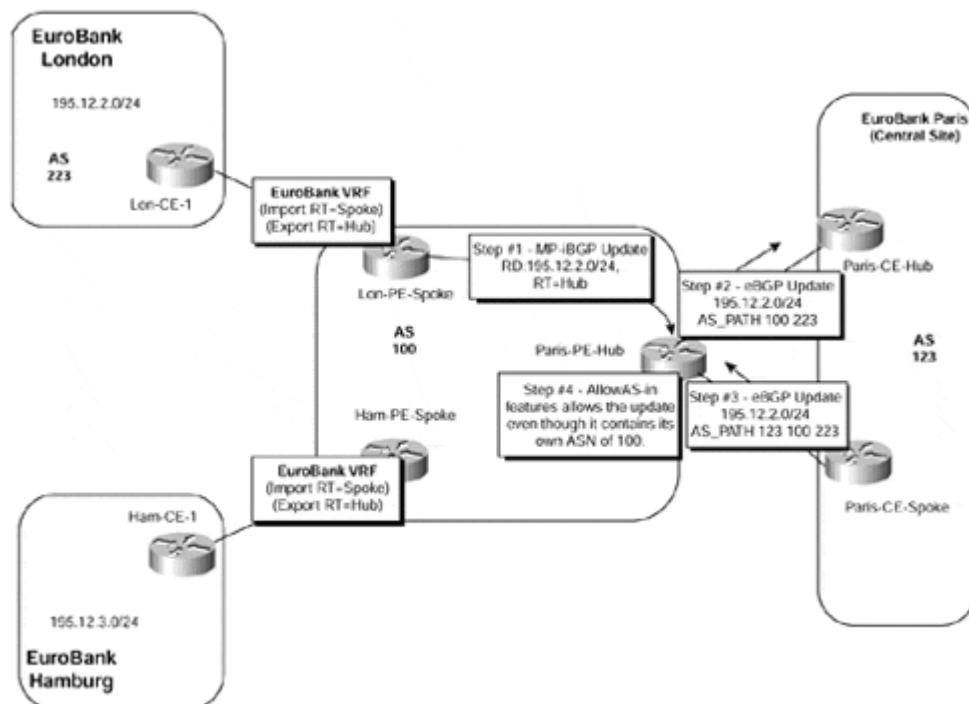 EuroBank
London
195.12.2.0/24
AS
223
Lon-CE-1
EuroBank VRF
(Import RT=Spoke)
(Export RT=Hub)
Lon-PE-Spoke
Step #1 - MP-iBGP Update
RD:195.12.2.0/24,
RT=Hub
AS
100
Paris-PE-Hub
EuroBank Paris
(Central Site)
Paris-CE-Hub
Step #2 - eBGP Update
195.12.2.0/24
AS_PATH 100 223
AS
123
Step #3 - eBGP Update
195.12.2.0/24
AS_PATH 123 100 223
Paris-CE-Spoke
Step #4 - AllowAS-in
features allows the update
even though it contains its
own ASN of 100.
Ham-PE-Spoke
EuroBank VRF
(Import RT=Spoke)
(Export RT=Hub)
Ham-CE-1
195.12.3.0/24
EuroBank
Hamburg